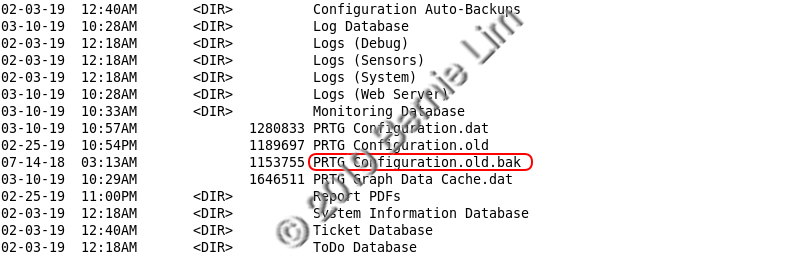 02-03-19  12:40AM       <DIR>          Configuration Auto-Backups
03-10-19  10:28AM       <DIR>          Log Database
02-03-19  12:18AM       <DIR>          Logs (Debug)
02-03-19  12:18AM       <DIR>          Logs (Sensors)
02-03-19  12:18AM       <DIR>          Logs (System)
03-10-19  10:28AM       <DIR>          Logs (Web Server)
03-10-19  10:33AM       <DIR>          Monitoring Database
03-10-19  10:57AM              1280833 PRTG Configuration.dat
02-25-19  10:54PM              1189697 PRTG Configuration.old
07-14-18  03:13AM              1153755 PRTG Configuration.old.bak
03-10-19  10:29AM              1646511 PRTG Graph Data Cache.dat
02-25-19  11:00PM       <DIR>          Report PDFs
02-03-19  12:18AM       <DIR>          System Information Database
02-03-19  12:40AM       <DIR>          Ticket Database
02-03-19  12:18AM       <DIR>          ToDo Database
© 2019 Bernie Lim